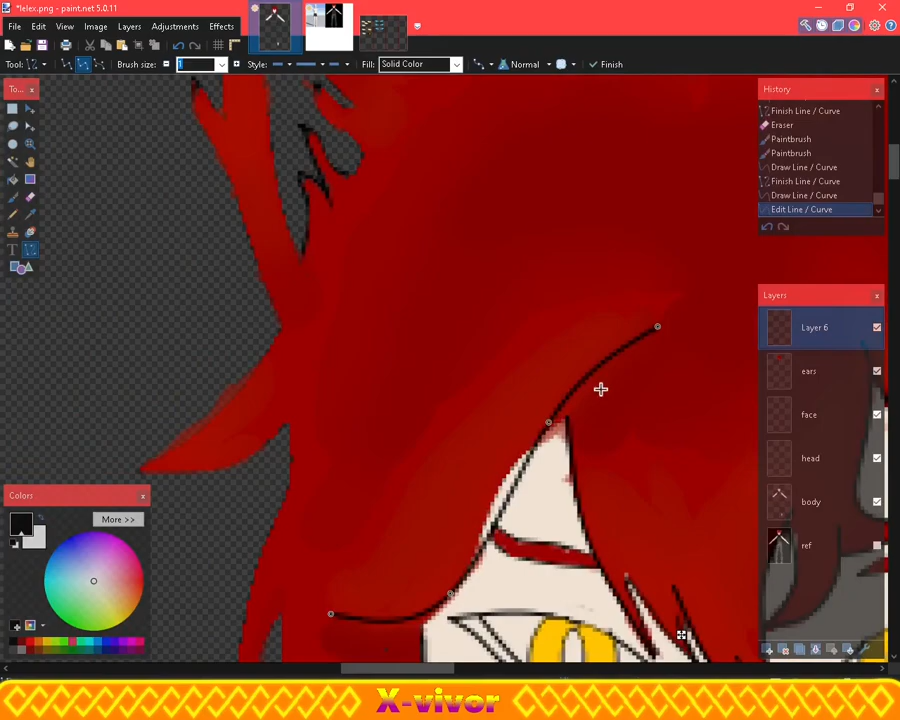 *lelex.png - paint.net 5.0.11
File Edit View Image Layers Adjustments Effects
Tool: Brush size: 1 Style: Fill: Solid Color Normal Finish
To... x
History x
Finish Line / Curve
Eraser
Paintbrush
Paintbrush
Draw Line / Curve
Finish Line / Curve
Draw Line / Curve
Edit Line / Curve
T
Layers x
Layer 6
ears
face
head
body
ref
Colors x
More >>
X-vivor